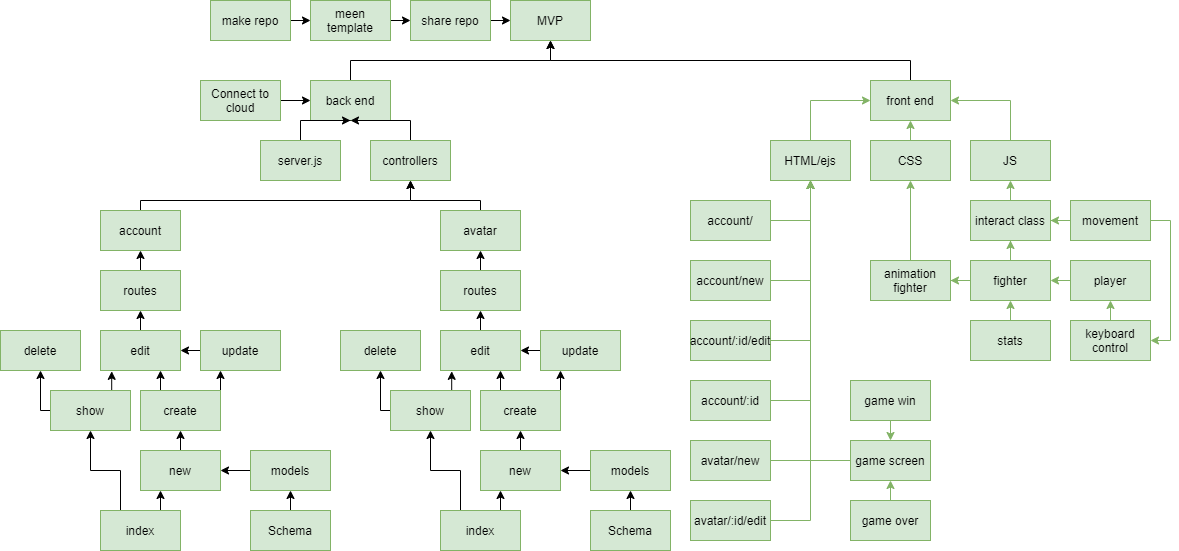 make repo
meen
template
share repo
MVP
Connect to
cloud
back end
front end
server.js
controllers
HTML/ejs
CSS
JS
account
avatar
account/
interact class
movement
routes
routes
account/new
animation
fighter
fighter
player
delete
edit
update
delete
edit
update
account/:id/edit
stats
keyboard
control
show
create
show
create
account/:id
game win
new
models
new
models
avatar/new
game screen
index
Schema
index
Schema
avatar/:id/edit
game over